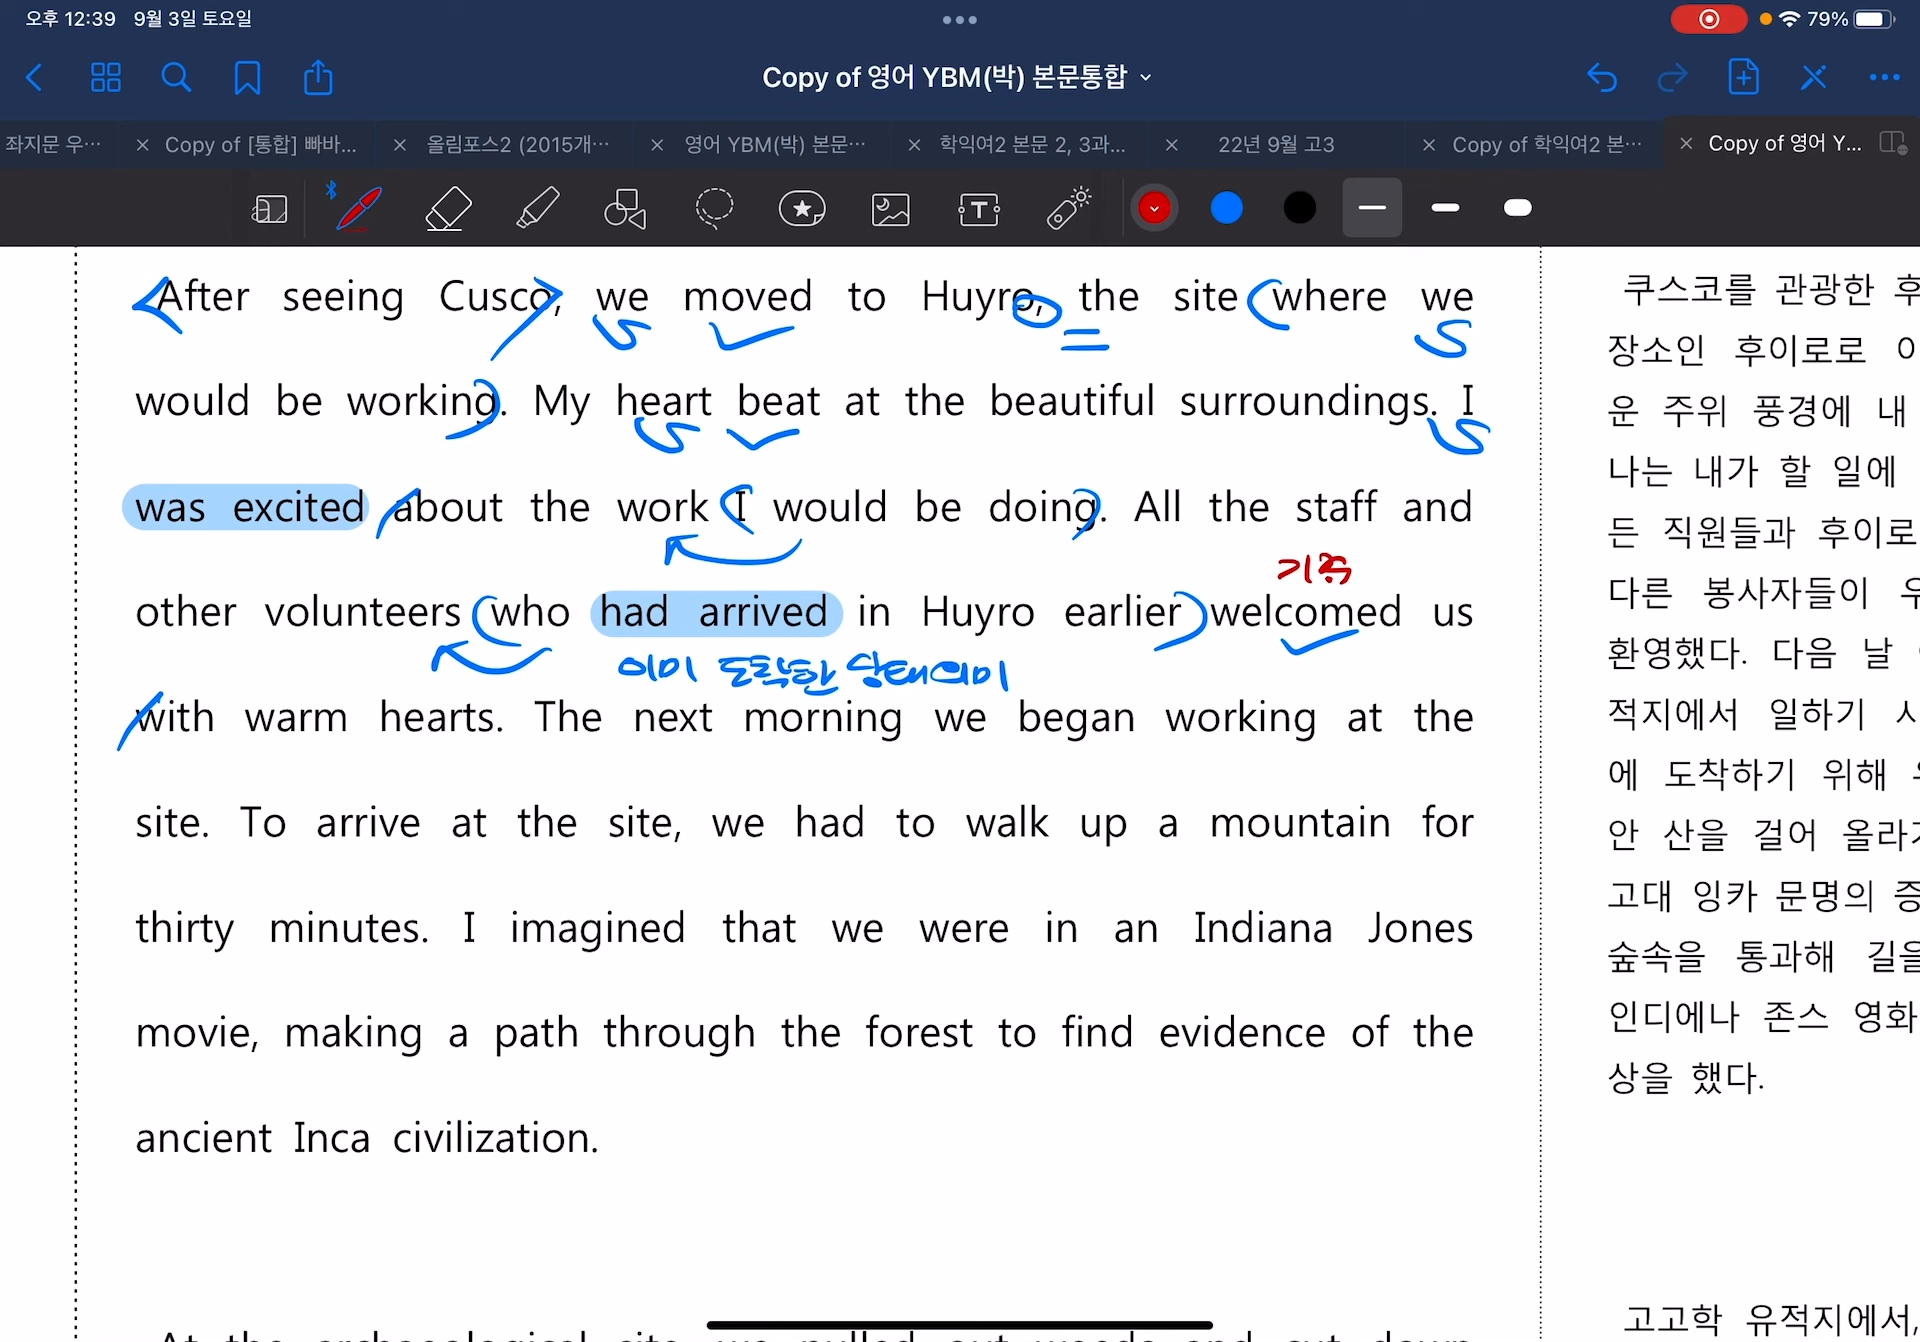 오후 12:39 9월 3일 토요일
79%
Copy of 영어 YBM(박) 본문통합
좌지문 우… × Copy of [통합] 빠바… × 올림포스2 (2015개… × 영어 YBM(박) 본문… × 학익여2 본문 2, 3과… × 22년 9월 고3 × Copy of 학익여2 본… × Copy of 영어 Y…
T
After seeing Cusco, we moved to Huyro, the site where we
S S
would be working. My heart beat at the beautiful surroundings. I
S S
was excited about the work I would be doing. All the staff and
기준
other volunteers who had arrived in Huyro earlier welcomed us
이미 도착한 상태의미
with warm hearts. The next morning we began working at the
site. To arrive at the site, we had to walk up a mountain for
thirty minutes. I imagined that we were in an Indiana Jones
movie, making a path through the forest to find evidence of the
ancient Inca civilization.
쿠스코를 관광한 후
장소인 후이로로 이
운 주위 풍경에 내
나는 내가 할 일에
든 직원들과 후이로
다른 봉사자들이 우
환영했다. 다음 날
적지에서 일하기 시
에 도착하기 위해
안 산을 걸어 올라가
고대 잉카 문명의 증
숲속을 통과해 길을
인디에나 존스 영화
상을 했다.
At the archaeological site, we pulled out weeds and cut down
고고학 유적지에서,